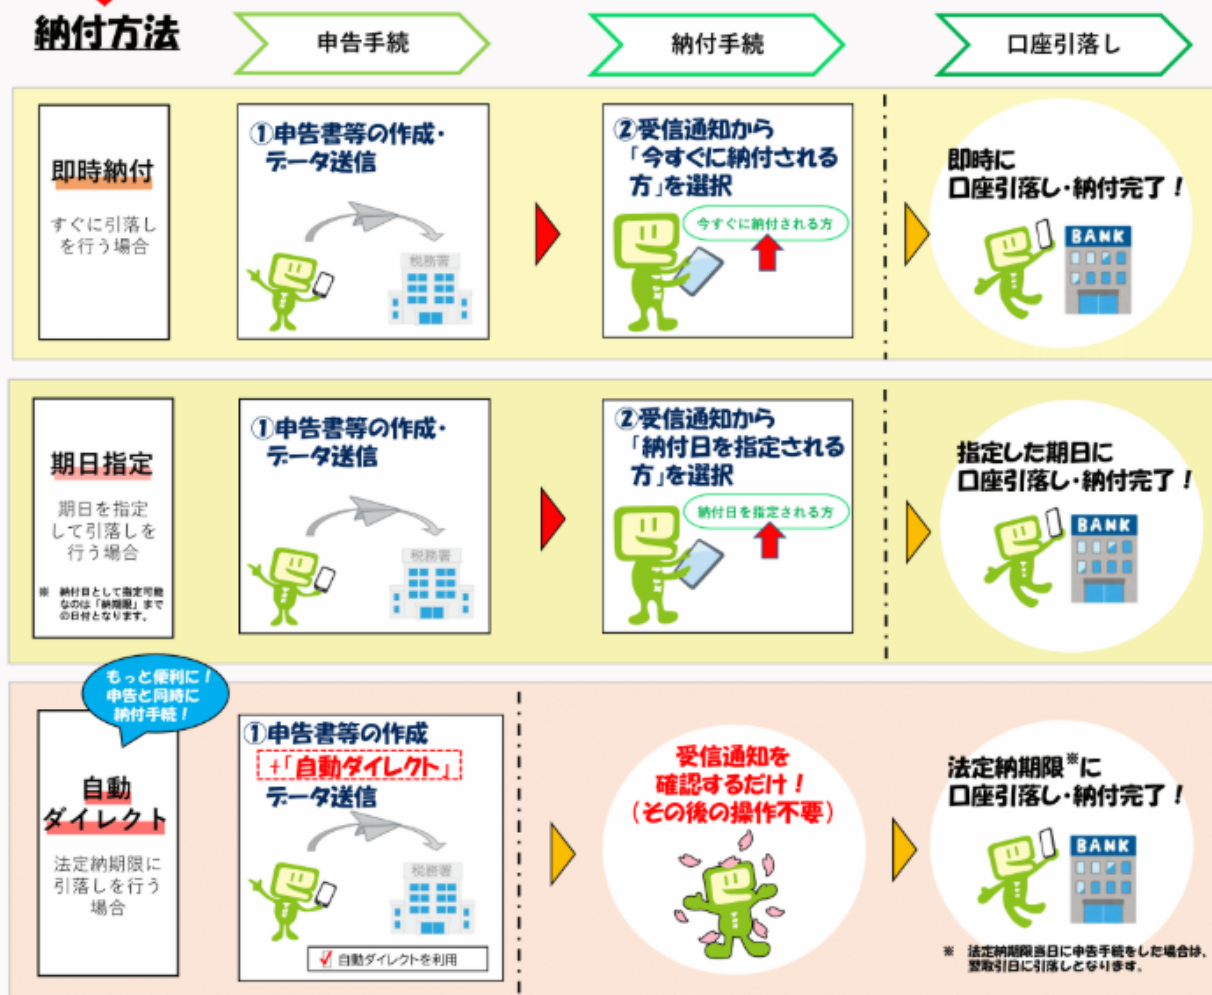 納付方法
申告手続
納付手続
口座引落し
即時納付
すぐに引落し
を行う場合
①申告書等の作成・
データ送信
税務署
②受信通知から
「今すぐに納付される
方」を選択
今すぐに納付される方
即時に
口座引落し・納付完了!
BANK
期日指定
期日を指定
して引落しを
行う場合
※ 納付日として指定可能
なのは「納期限」まで
の日付となります。
①申告書等の作成・
データ送信
税務署
②受信通知から
「納付日を指定される
方」を選択
納付日を指定される方
指定した期日に
口座引落し・納付完了!
BANK
もっと便利に!
申告と同時に
納付手続!
自動
ダイレクト
法定納期限に
引落しを行う
場合
①申告書等の作成
+「自動ダイレクト」
データ送信
税務署
自動ダイレクトを利用
受信通知を
確認するだけ!
(その後の操作不要)
法定納期限※に
口座引落し・納付完了!
BANK
※ 法定納期限当日に申告手続をした場合は、
翌取引日に引落しとなります。